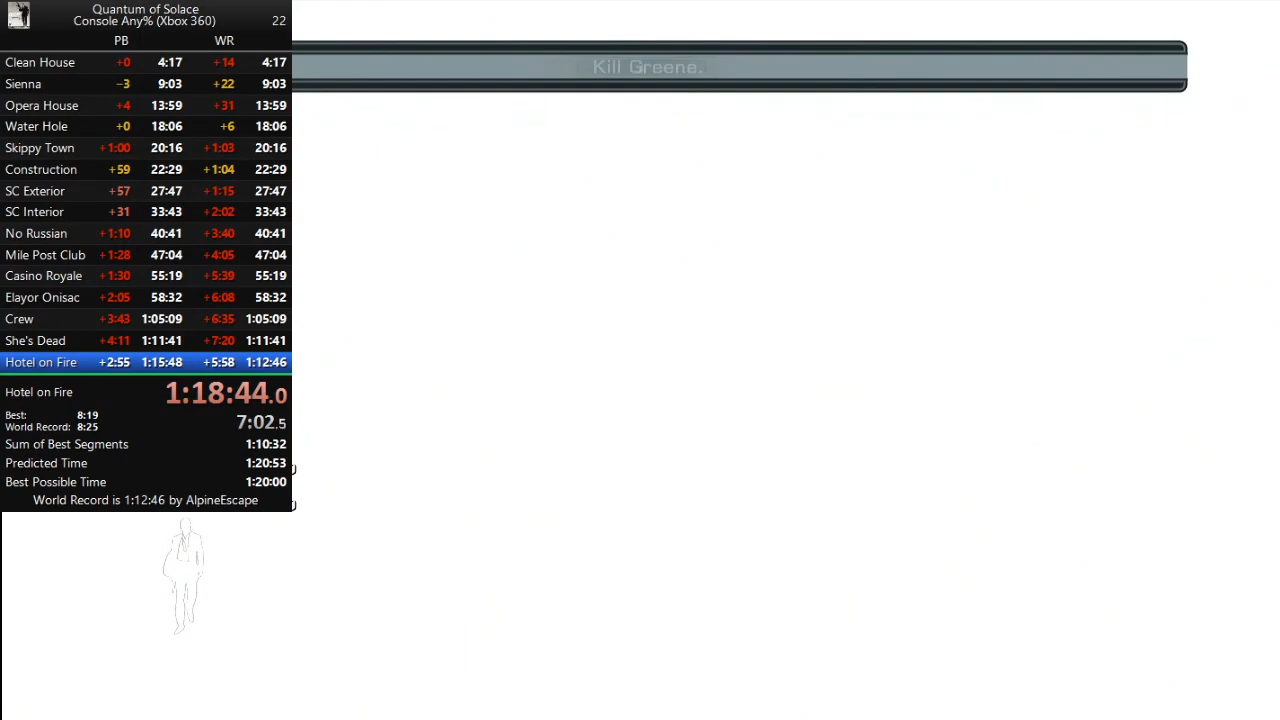 Quantum of Solace
Console Any% (Xbox 360) 22
PB WR
Clean House +0 4:17 +14 4:17
Sienna −3 9:03 +22 9:03
Opera House +4 13:59 +31 13:59
Water Hole +0 18:06 +6 18:06
Skippy Town +1:00 20:16 +1:03 20:16
Construction +59 22:29 +1:04 22:29
SC Exterior +57 27:47 +1:15 27:47
SC Interior +31 33:43 +2:02 33:43
No Russian +1:10 40:41 +3:40 40:41
Mile Post Club +1:28 47:04 +4:05 47:04
Casino Royale +1:30 55:19 +5:39 55:19
Elayor Onisac +2:05 58:32 +6:08 58:32
Crew +3:43 1:05:09 +6:35 1:05:09
She's Dead +4:11 1:11:41 +7:20 1:11:41
Hotel on Fire +2:55 1:15:48 +5:58 1:12:46
Hotel on Fire 1:18:44.0
Best: 8:19
World Record: 8:25 7:02.5
Sum of Best Segments 1:10:32
Predicted Time 1:20:53
Best Possible Time 1:20:00
World Record is 1:12:46 by AlpineEscape
Kill Greene.